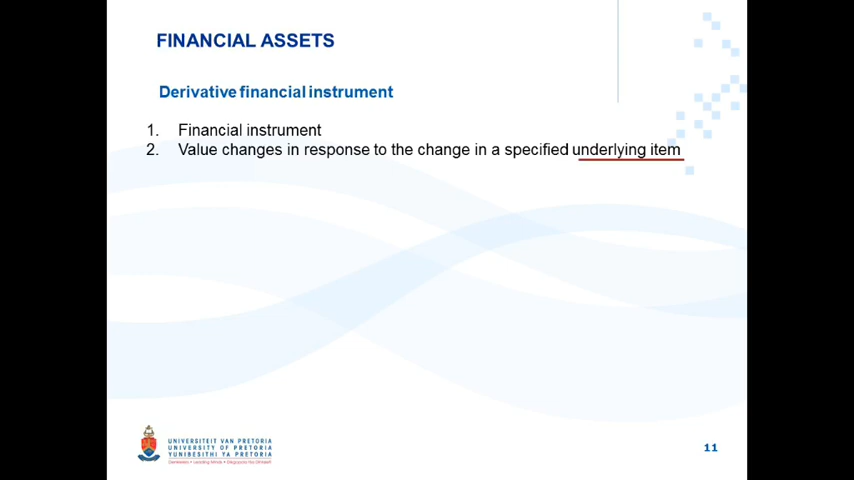 FINANCIAL ASSETS
Derivative financial instrument
1. Financial instrument
2. Value changes in response to the change in a specified underlying item
UNIVERSITEIT VAN PRETORIA
UNIVERSITY OF PRETORIA
YUNIBESITHI YA PRETORIA
11